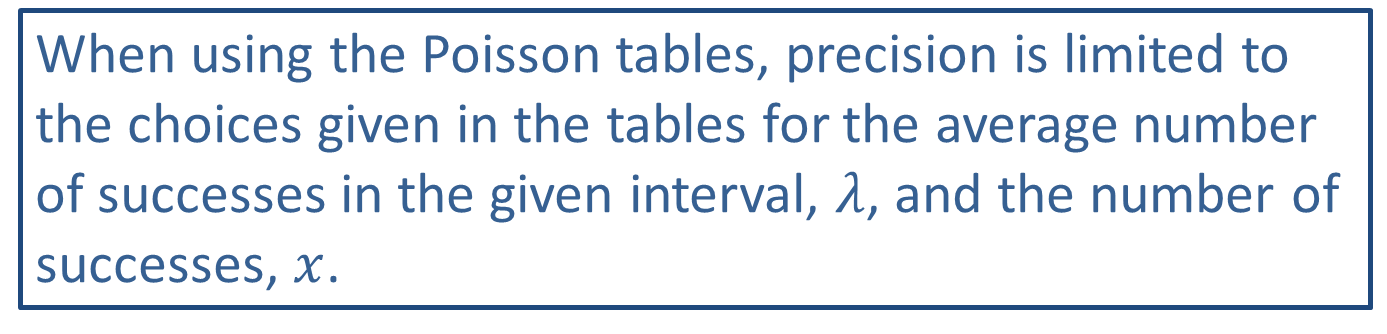 When using the Poisson tables, precision is limited to
the choices given in the tables for the average number
of successes in the given interval, λ, and the number of
successes, x.